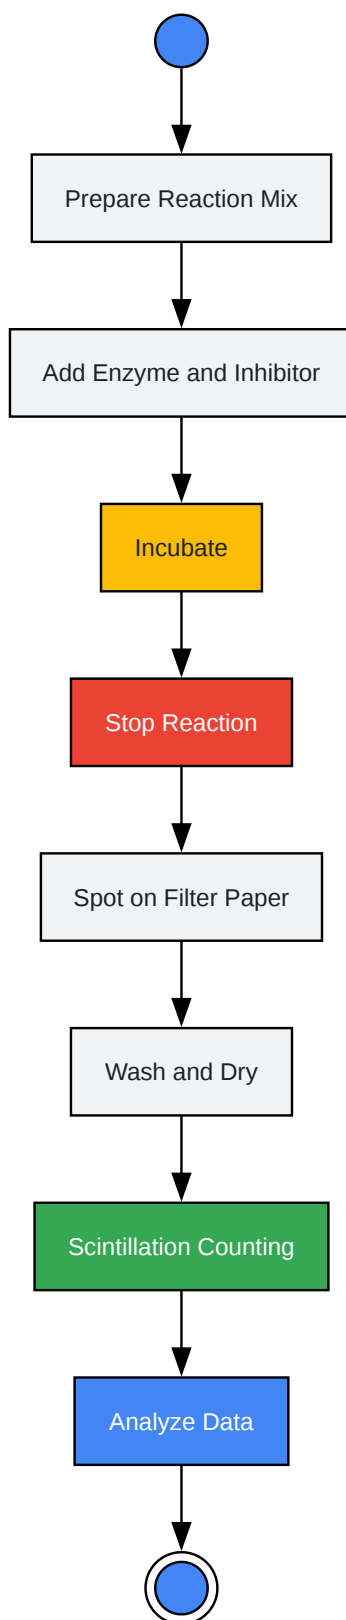 Prepare Reaction Mix
Add Enzyme and Inhibitor
Incubate
Stop Reaction
Spot on Filter Paper
Wash and Dry
Scintillation Counting
Analyze Data